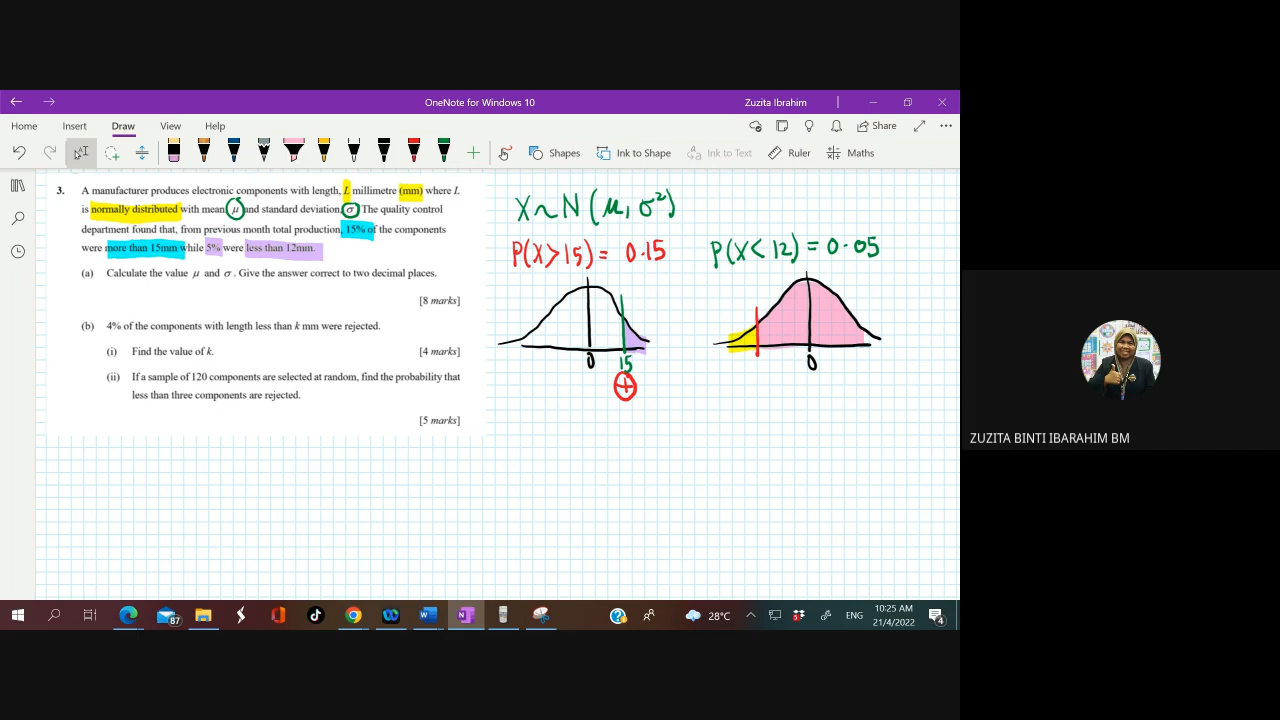 OneNote for Windows 10
Zuzita Ibrahim
Home Insert Draw View Help
Share
Shapes Ink to Shape Ink to Text Ruler Maths
3. A manufacturer produces electronic components with length, L millimetre (mm) where L
is normally distributed with mean μ and standard deviation σ. The quality control
department found that, from previous month total production, 15% of the components
were more than 15mm while 5% were less than 12mm.
(a) Calculate the value μ and σ. Give the answer correct to two decimal places.
[8 marks]
(b) 4% of the components with length less than k mm were rejected.
(i) Find the value of k. [4 marks]
(ii) If a sample of 120 components are selected at random, find the probability that
less than three components are rejected.
[5 marks]
X~N(μ, σ²)
P(X>15) = 0.15
P(X<12) = 0.05
0
15
+
0
ZUZITA BINTI IBARAHIM BM
87
28°C
ENG
10:25 AM
21/4/2022
4